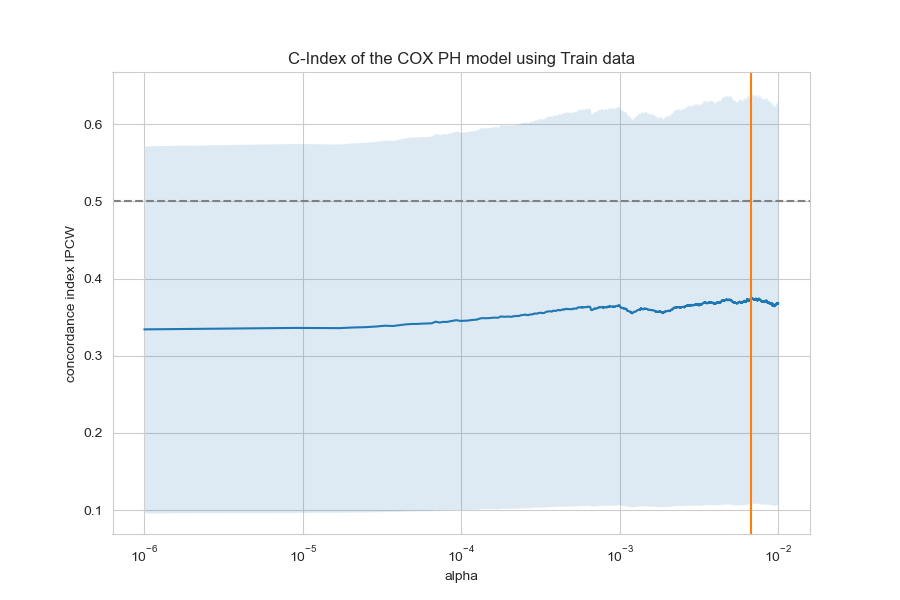 C-Index of the COX PH model using Train data
concordance index IPCW
0.6
0.5
0.4
0.3
0.2
0.1
10⁻⁶ 10⁻⁵ 10⁻⁴ 10⁻³ 10⁻²
alpha